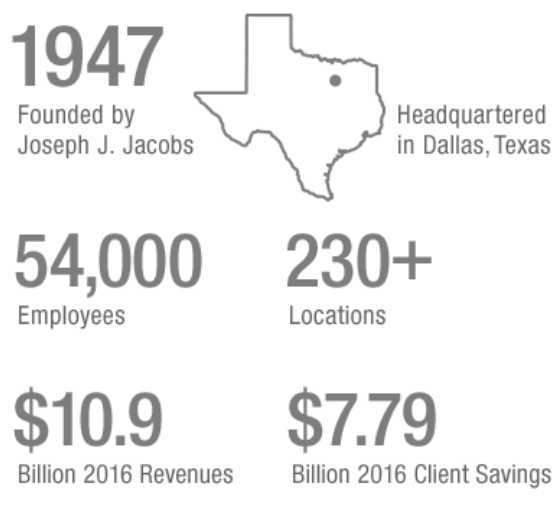 1947
Founded by
Joseph J. Jacobs
Headquartered
in Dallas, Texas
54,000
Employees
230+
Locations
$10.9
Billion 2016 Revenues
$7.79
Billion 2016 Client Savings